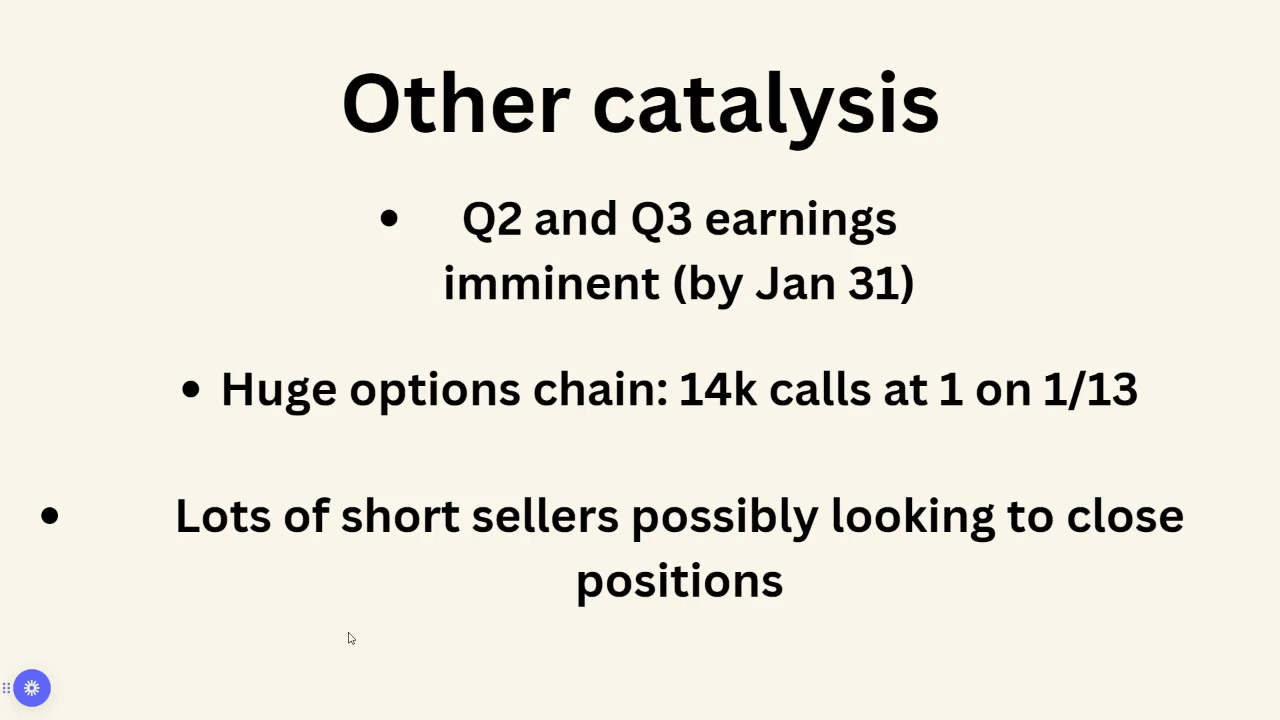 Other catalysis
• Q2 and Q3 earnings
imminent (by Jan 31)
• Huge options chain: 14k calls at 1 on 1/13
• Lots of short sellers possibly looking to close
positions